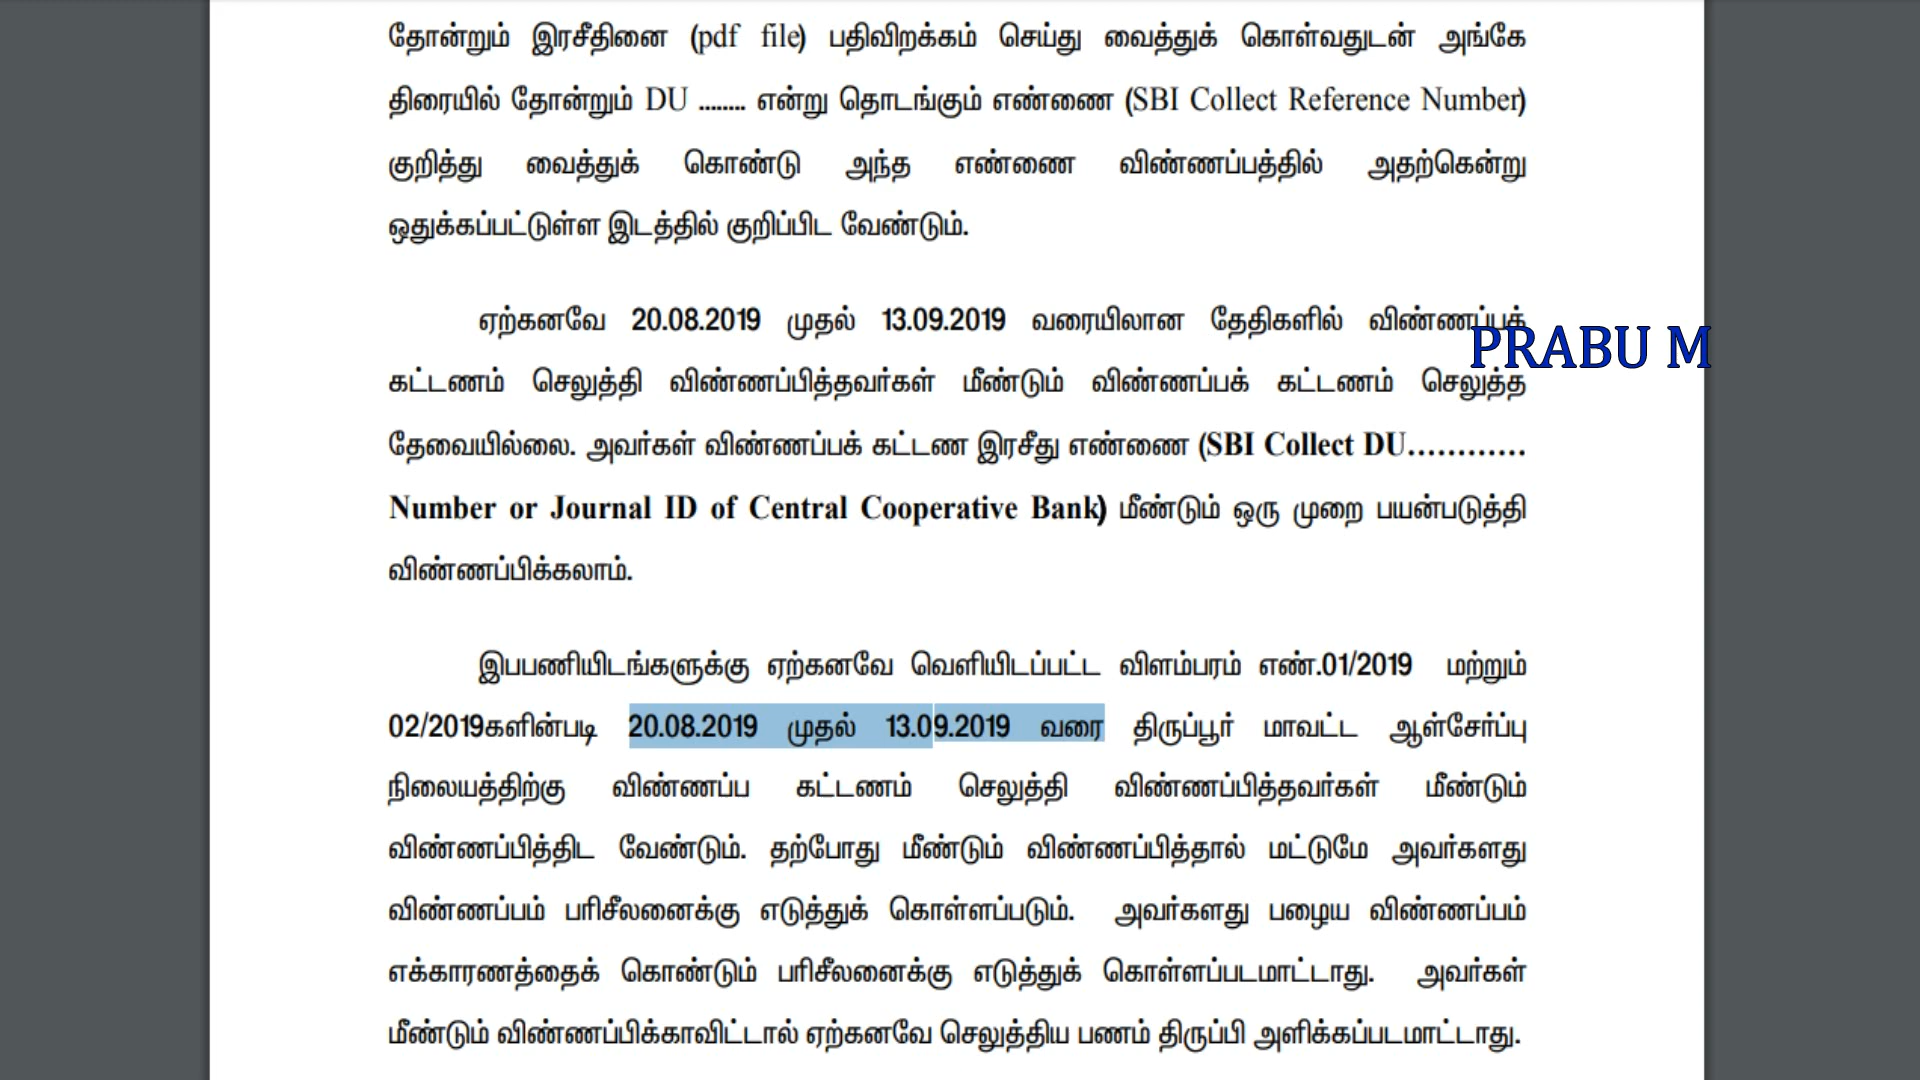 தோன்றும் இரசீதினை (pdf file) பதிவிறக்கம் செய்து வைத்துக் கொள்வதுடன் அங்கே
திரையில் தோன்றும் DU ........ என்று தொடங்கும் எண்ணை (SBI Collect Reference Number)
குறித்து வைத்துக் கொண்டு அந்த எண்ணை விண்ணப்பத்தில் அதற்கென்று
ஒதுக்கப்பட்டுள்ள இடத்தில் குறிப்பிட வேண்டும்.
ஏற்கனவே 20.08.2019 முதல் 13.09.2019 வரையிலான தேதிகளில் விண்ணப்பக்
PRABU M
கட்டணம் செலுத்தி விண்ணப்பித்தவர்கள் மீண்டும் விண்ணப்பக் கட்டணம் செலுத்த
தேவையில்லை. அவர்கள் விண்ணப்பக் கட்டண இரசீது எண்ணை (SBI Collect DU............
Number or Journal ID of Central Cooperative Bank) மீண்டும் ஒரு முறை பயன்படுத்தி
விண்ணப்பிக்கலாம்.
இபபணியிடங்களுக்கு ஏற்கனவே வெளியிடப்பட்ட விளம்பரம் எண்.01/2019 மற்றும்
02/2019களின்படி 20.08.2019 முதல் 13.09.2019 வரை திருப்பூர் மாவட்ட ஆள்சேர்ப்பு
நிலையத்திற்கு விண்ணப்ப கட்டணம் செலுத்தி விண்ணப்பித்தவர்கள் மீண்டும்
விண்ணப்பித்திட வேண்டும். தற்போது மீண்டும் விண்ணப்பித்தால் மட்டுமே அவர்களது
விண்ணப்பம் பரிசீலனைக்கு எடுத்துக் கொள்ளப்படும். அவர்களது பழைய விண்ணப்பம்
எக்காரணத்தைக் கொண்டும் பரிசீலனைக்கு எடுத்துக் கொள்ளப்படமாட்டாது. அவர்கள்
மீண்டும் விண்ணப்பிக்காவிட்டால் ஏற்கனவே செலுத்திய பணம் திருப்பி அளிக்கப்படமாட்டாது.